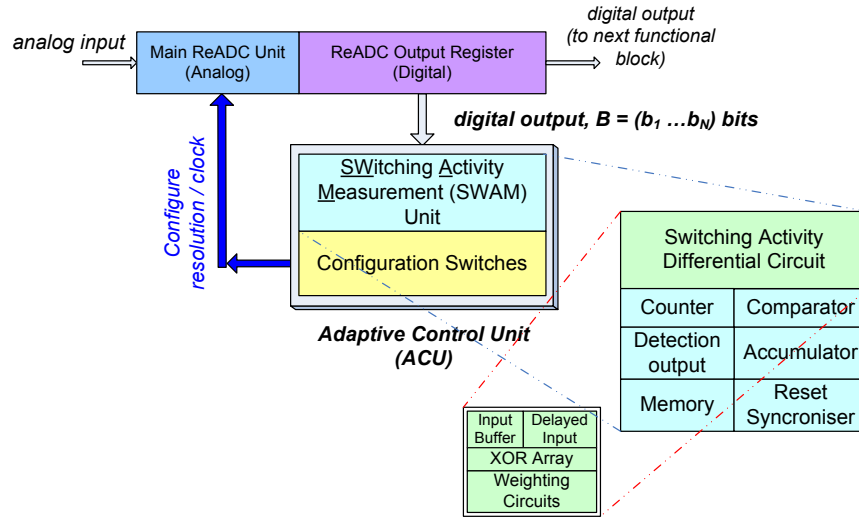 analog input
Main ReADC Unit
(Analog)
ReADC Output Register
(Digital)
digital output
(to next functional
block)
digital output, B = (b1 …bN) bits
Configure
resolution / clock
SWitching Activity
Measurement (SWAM)
Unit
Configuration Switches
Adaptive Control Unit
(ACU)
Switching Activity
Differential Circuit
Counter
Comparator
Detection
output
Accumulator
Memory
Reset
Syncroniser
Input
Buffer
Delayed
Input
XOR Array
Weighting
Circuits